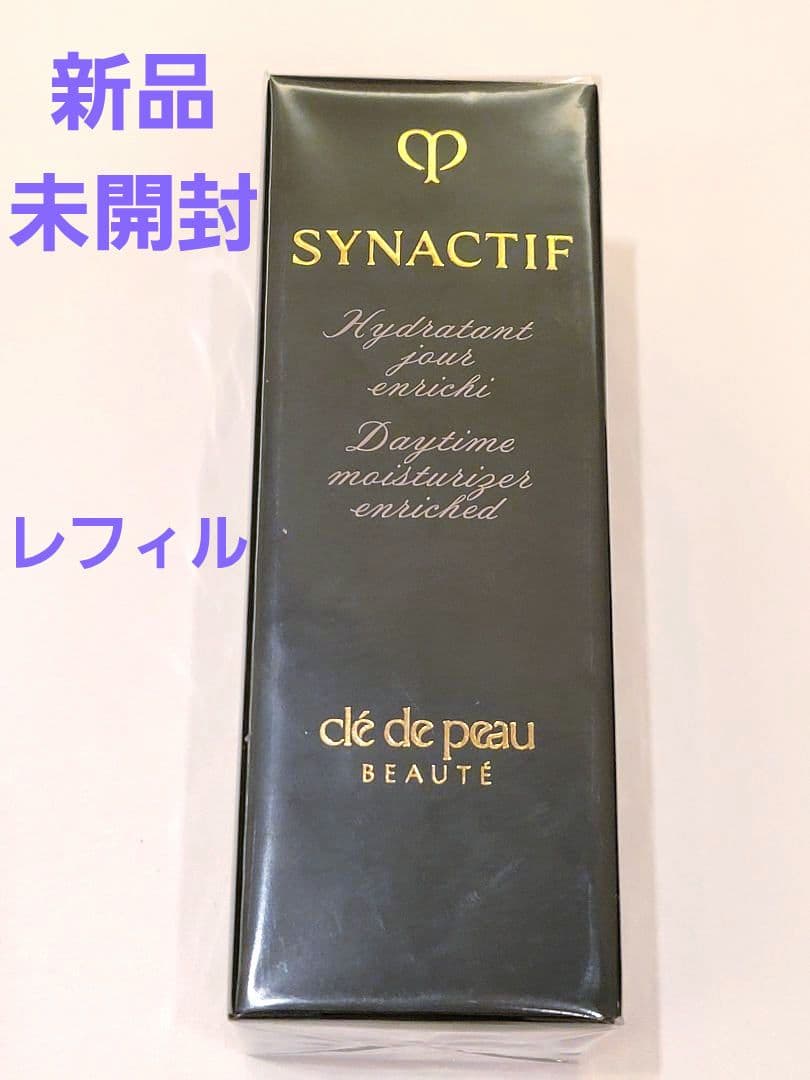 新品
未開封
SYNACTIF
Hydratant
jour
enrichi
Daytime
moisturizer
enriched
レフィル
clé de peau
BEAUTÉ